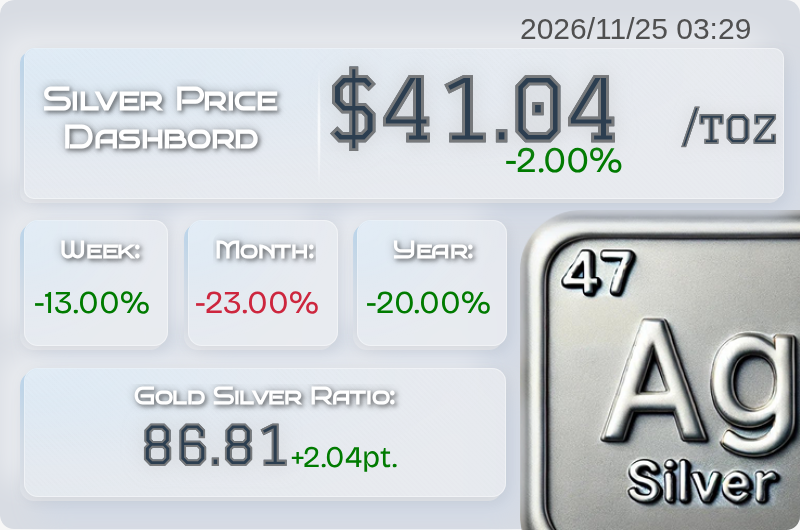 2026/11/25 03:29
Silver Price
Dashbord
$41.04 /TOZ
-2.00%
Week: Month: Year:
-13.00% -23.00% -20.00%
47
Ag
Silver
Gold Silver Ratio:
86.81 +2.04pt.